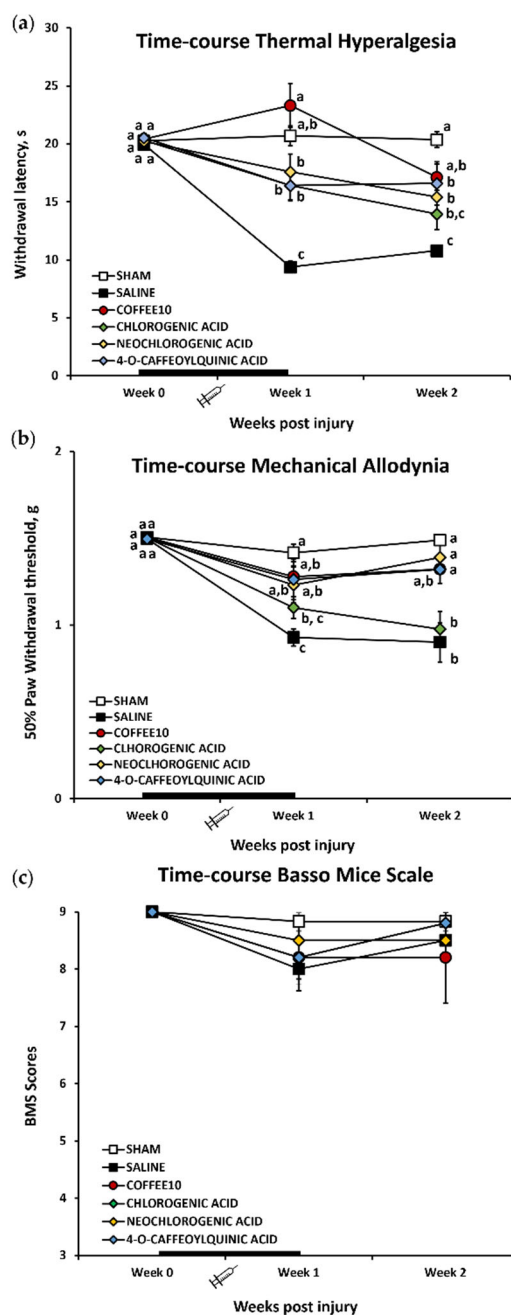 (a)
Time-course Thermal Hyperalgesia
Withdrawal latency, s
30
25
20
15
10
5
0
a a
a
a
a a
a
a,b
b
b b
c
a
a,b
b
b
b,c
c
SHAM
SALINE
COFFEE10
CHLOROGENIC ACID
NEOCHLOROGENIC ACID
4-O-CAFFEOYLQUINIC ACID
Week 0
Week 1
Week 2
Weeks post injury
(b)
Time-course Mechanical Allodynia
50% Paw Withdrawal threshold, g
2
1
0
aa
a
a
aa
a
a
a,b
a,b
b, c
c
a
a
a,b
a
b
b
SHAM
SALINE
COFFEE10
CLHOROGENIC ACID
NEOCLHOROGENIC ACID
4-O-CAFFEOYLQUINIC ACID
Week 0
Week 1
Week 2
Weeks post injury
(c)
Time-course Basso Mice Scale
BMS Scores
9
8
7
6
5
4
3
SHAM
SALINE
COFFEE10
CHLOROGENIC ACID
NEOCHLOROGENIC ACID
4-O-CAFFEOYLQUINIC ACID
Week 0
Week 1
Week 2
Weeks post injury